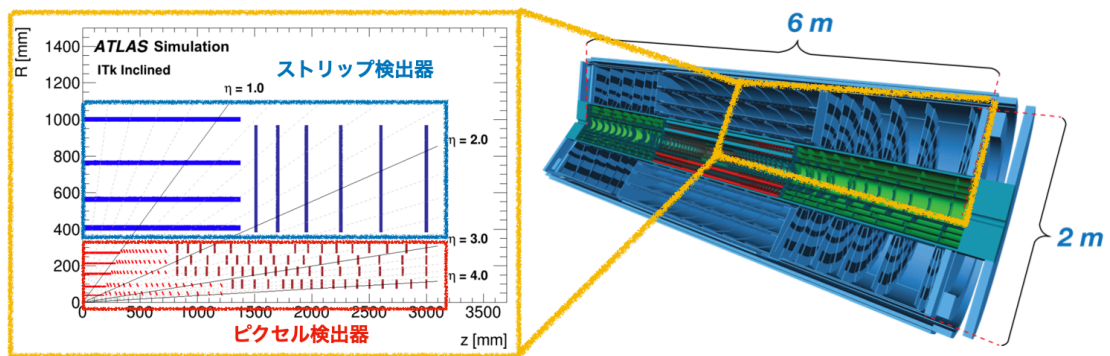 ATLAS Simulation
ITk Inclined
ストリップ検出器
η = 1.0
η = 2.0
η = 3.0
η = 4.0
ピクセル検出器
R [mm]
1400
1200
1000
800
600
400
200
0
0 500 1000 1500 2000 2500 3000 3500
z [mm]
6 m
2 m